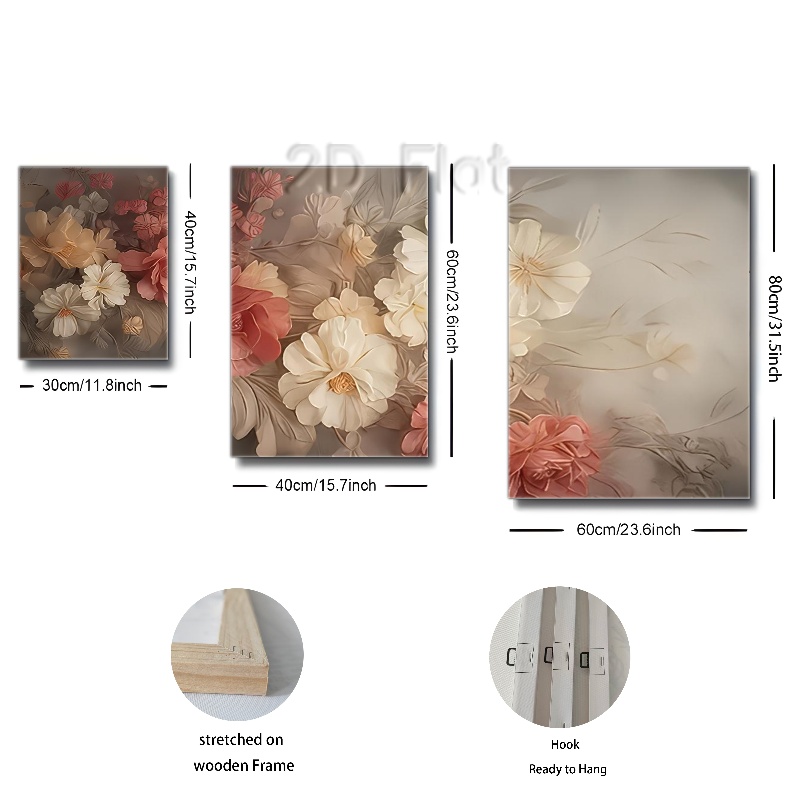 2D Flat
40cm/15.7inch
30cm/11.8inch
60cm/23.6inch
40cm/15.7inch
80cm/31.5inch
60cm/23.6inch
stretched on
wooden Frame
Hook
Ready to Hang